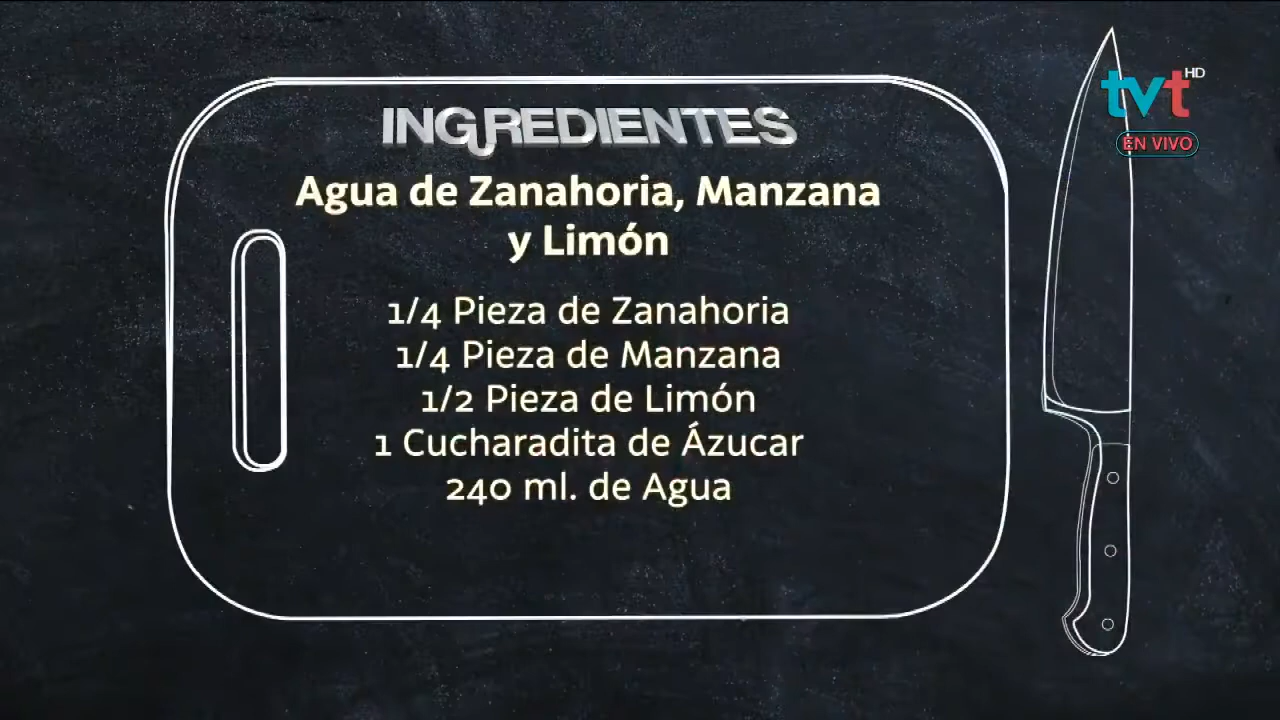 tvt HD
EN VIVO
INGREDIENTES
Agua de Zanahoria, Manzana
y Limón
1/4 Pieza de Zanahoria
1/4 Pieza de Manzana
1/2 Pieza de Limón
1 Cucharadita de Ázucar
240 ml. de Agua